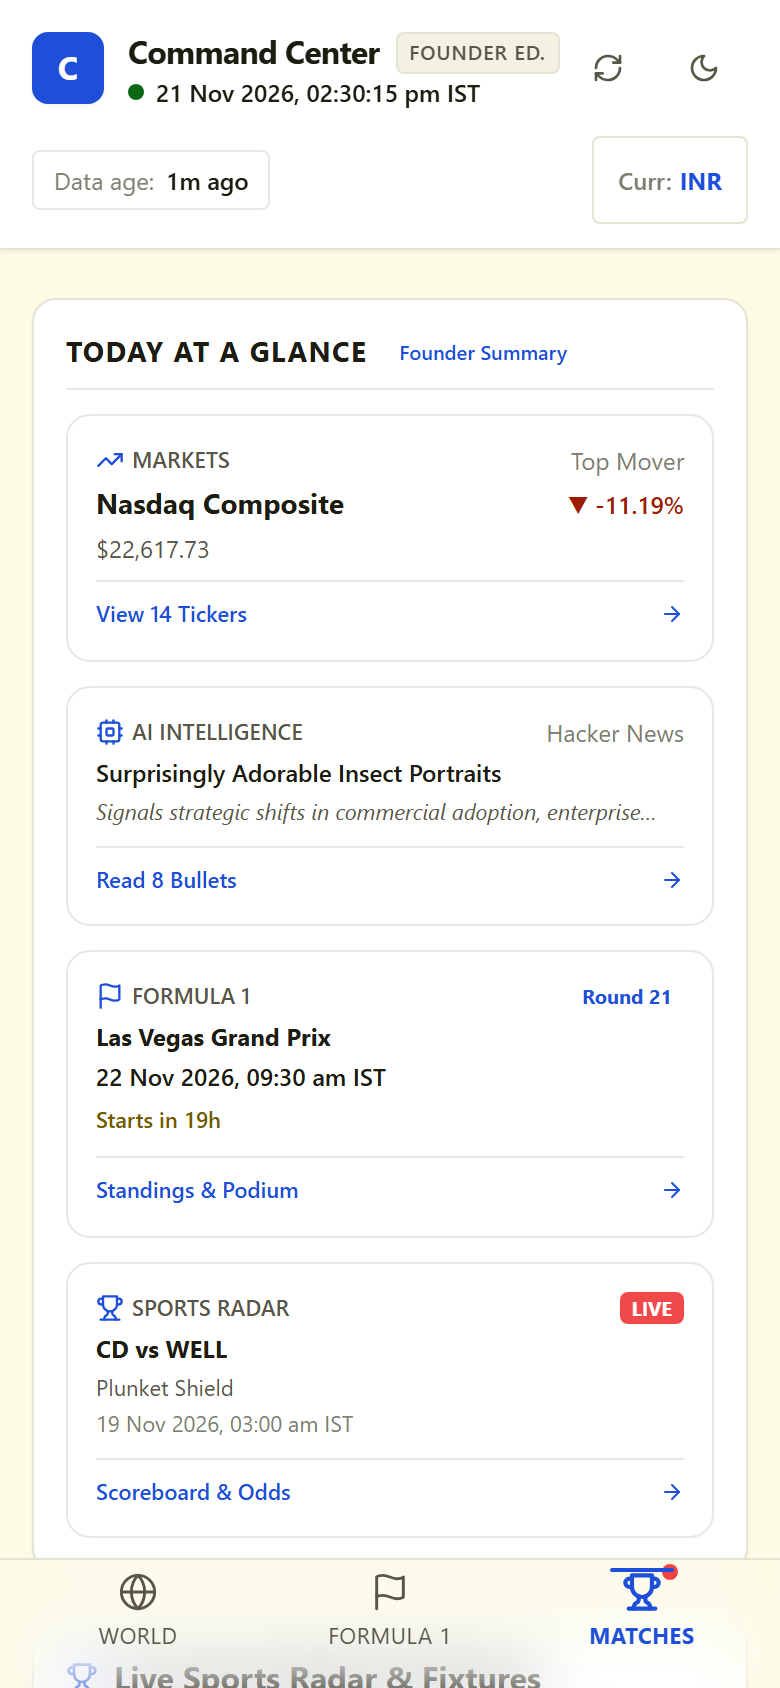 C
Command Center FOUNDER ED.
21 Nov 2026, 02:30:15 pm IST
Data age: 1m ago
Curr: INR
TODAY AT A GLANCE Founder Summary
MARKETS Top Mover
Nasdaq Composite ▼ -11.19%
$22,617.73
View 14 Tickers →
AI INTELLIGENCE Hacker News
Surprisingly Adorable Insect Portraits
Signals strategic shifts in commercial adoption, enterprise...
Read 8 Bullets →
FORMULA 1 Round 21
Las Vegas Grand Prix
22 Nov 2026, 09:30 am IST
Starts in 19h
Standings & Podium →
SPORTS RADAR LIVE
CD vs WELL
Plunket Shield
19 Nov 2026, 03:00 am IST
Scoreboard & Odds →
WORLD FORMULA 1 MATCHES
Live Sports Radar & Fixtures